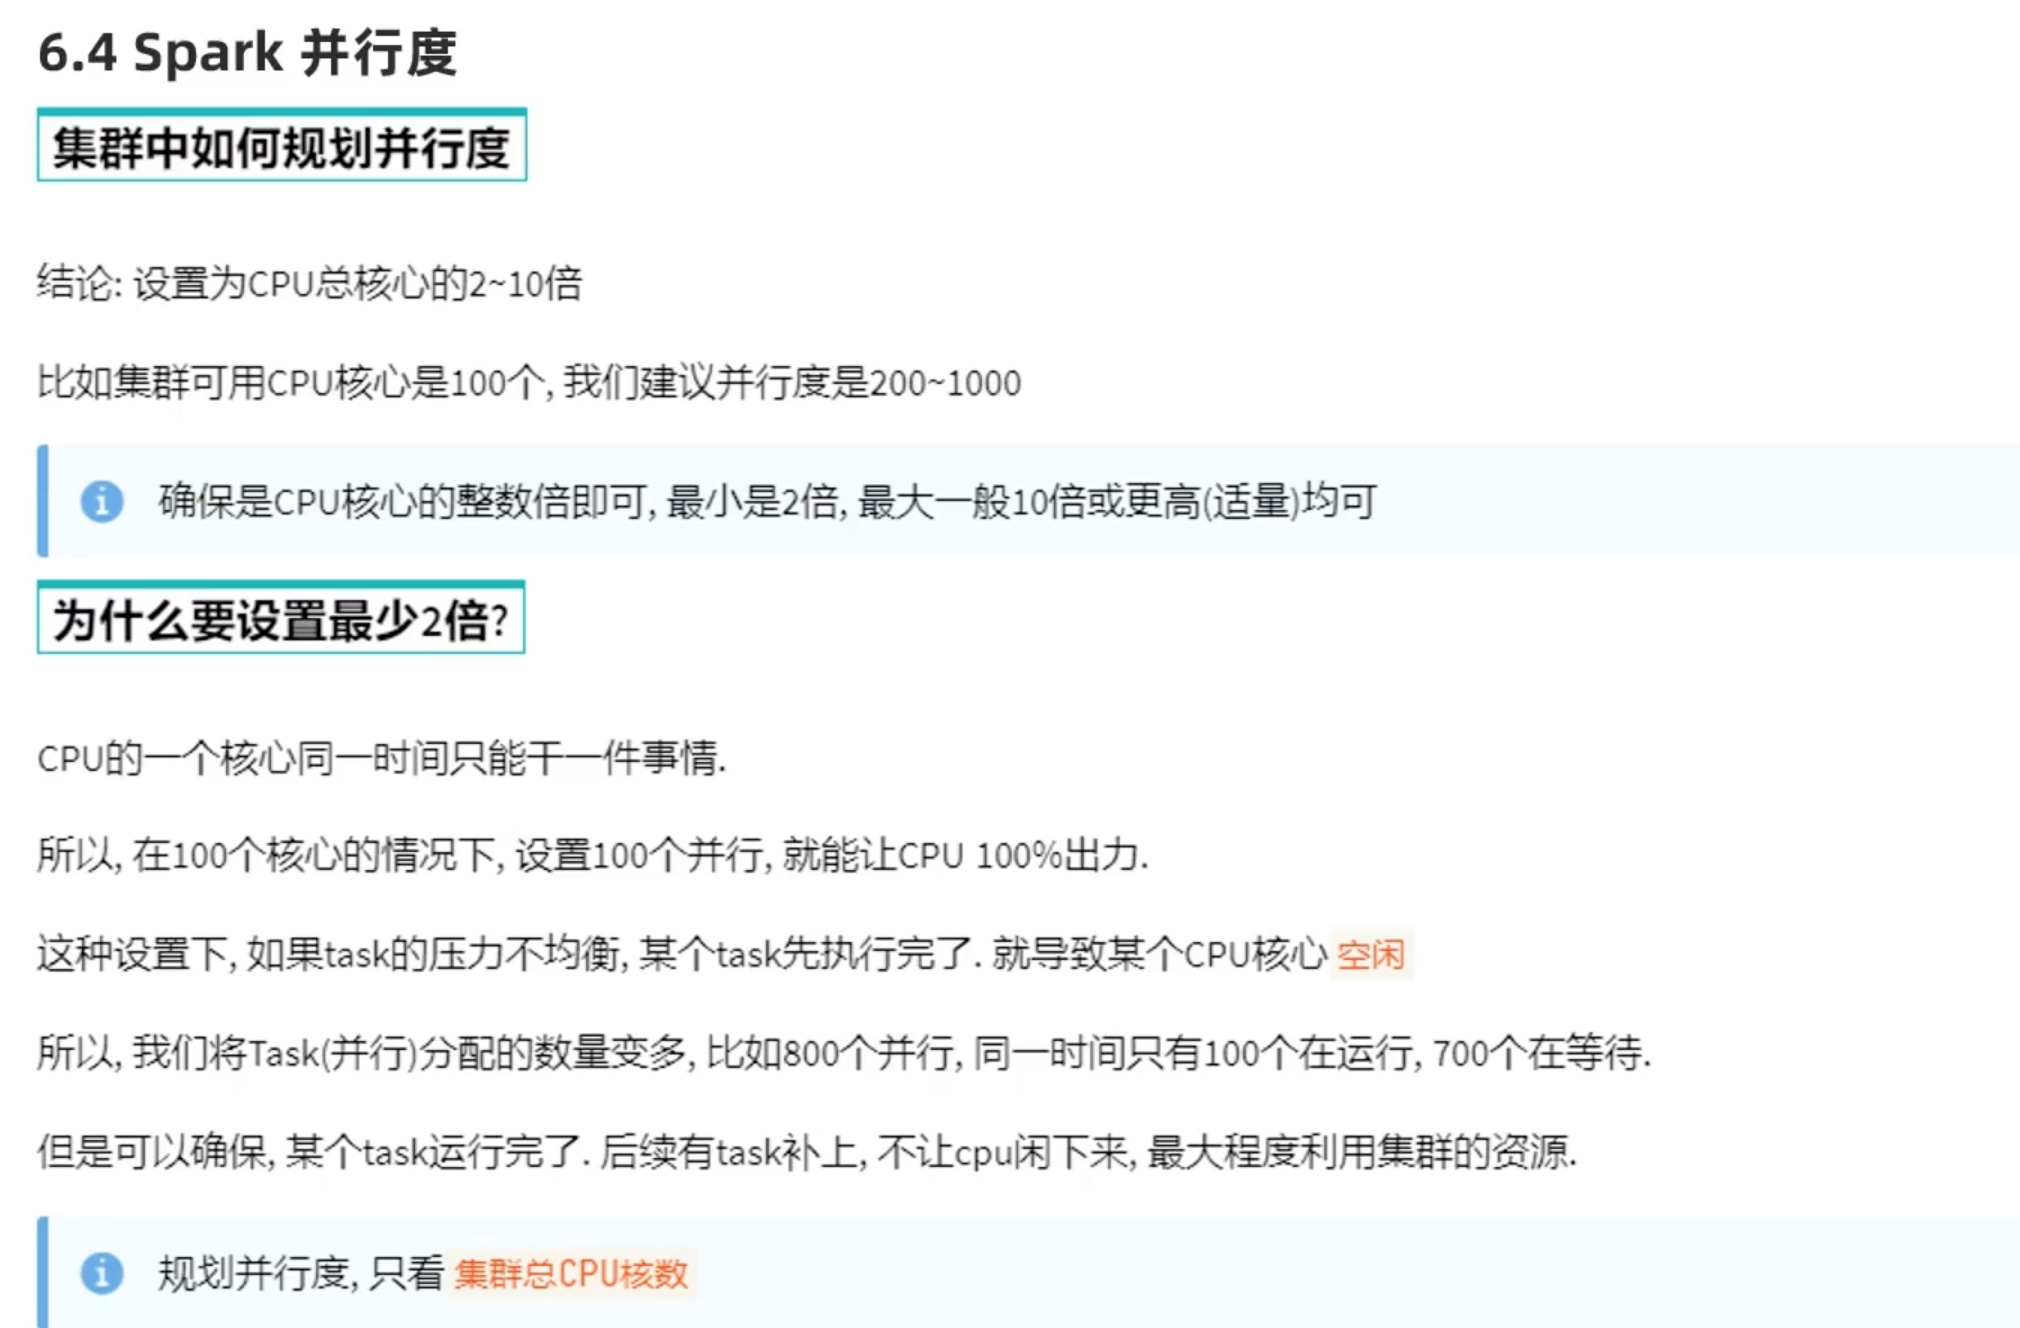 6.4 Spark 并行度
集群中如何规划并行度
结论: 设置为CPU总核心的2~10倍
比如集群可用CPU核心是100个, 我们建议并行度是200~1000
确保是CPU核心的整数倍即可, 最小是2倍, 最大一般10倍或更高(适量)均可
为什么要设置最少2倍?
CPU的一个核心同一时间只能干一件事情.
所以, 在100个核心的情况下, 设置100个并行, 就能让CPU 100%出力.
这种设置下, 如果task的压力不均衡, 某个task先执行完了. 就导致某个CPU核心 空闲
所以, 我们将Task(并行)分配的数量变多, 比如800个并行, 同一时间只有100个在运行, 700个在等待.
但是可以确保, 某个task运行完了. 后续有task补上, 不让cpu闲下来, 最大程度利用集群的资源.
规划并行度, 只看 集群总CPU核数